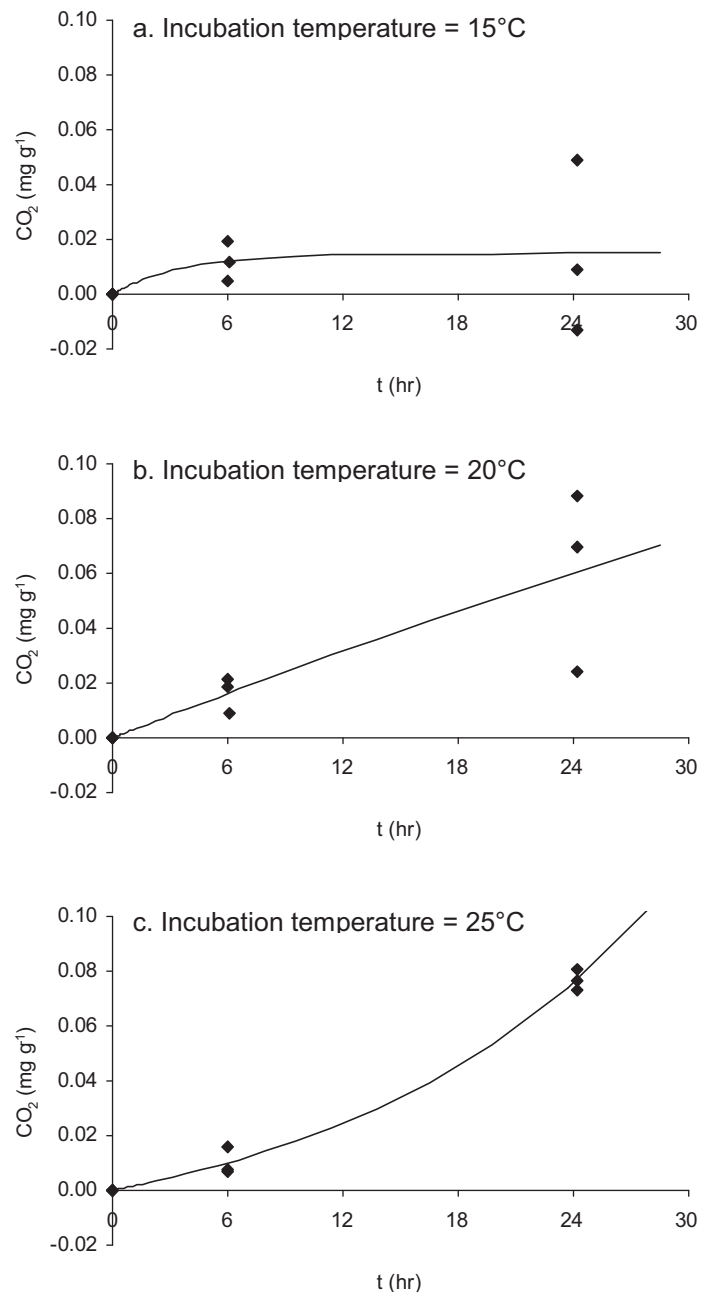 a. Incubation temperature = 15°C
0.10
0.08
0.06
0.04
0.02
0.00
-0.02
CO₂ (mg g⁻¹)
0 6 12 18 24 30
t (hr)
b. Incubation temperature = 20°C
0.10
0.08
0.06
0.04
0.02
0.00
-0.02
CO₂ (mg g⁻¹)
0 6 12 18 24 30
t (hr)
c. Incubation temperature = 25°C
0.10
0.08
0.06
0.04
0.02
0.00
-0.02
CO₂ (mg g⁻¹)
0 6 12 18 24 30
t (hr)